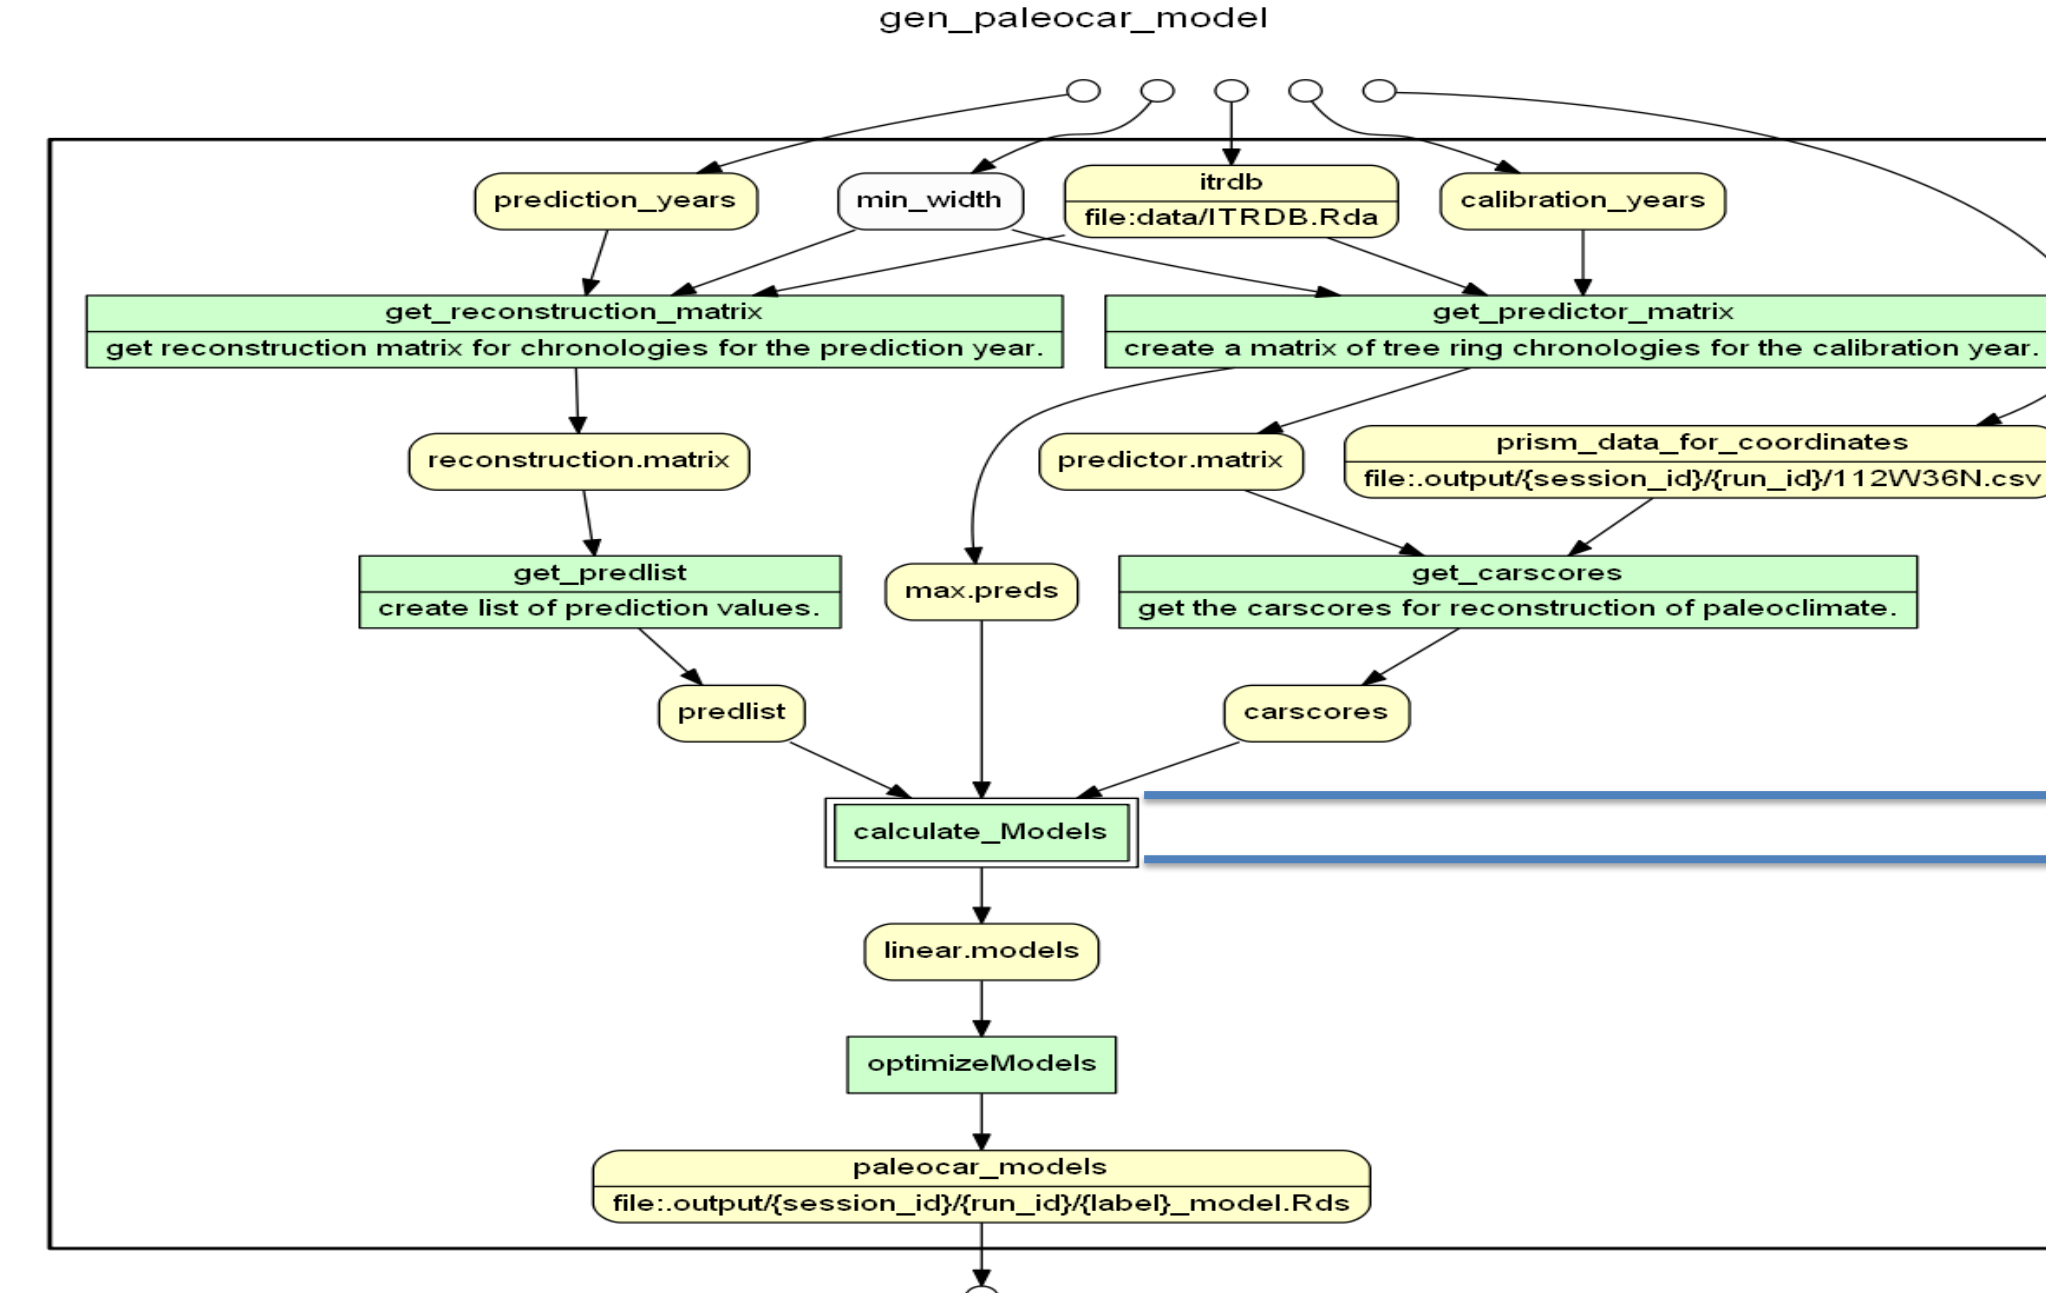 gen_paleocar_model
prediction_years
min_width
itrdb
file:data/ITRDB.Rda
calibration_years
get_reconstruction_matrix
get reconstruction matrix for chronologies for the prediction year.
get_predictor_matrix
create a matrix of tree ring chronologies for the calibration year.
reconstruction.matrix
predictor.matrix
prism_data_for_coordinates
file:.output/{session_id}/{run_id}/112W36N.csv
get_predlist
create list of prediction values.
max.preds
get_carscores
get the carscores for reconstruction of paleoclimate.
predlist
carscores
calculate_Models
linear.models
optimizeModels
paleocar_models
file:.output/{session_id}/{run_id}/{label}_model.Rds